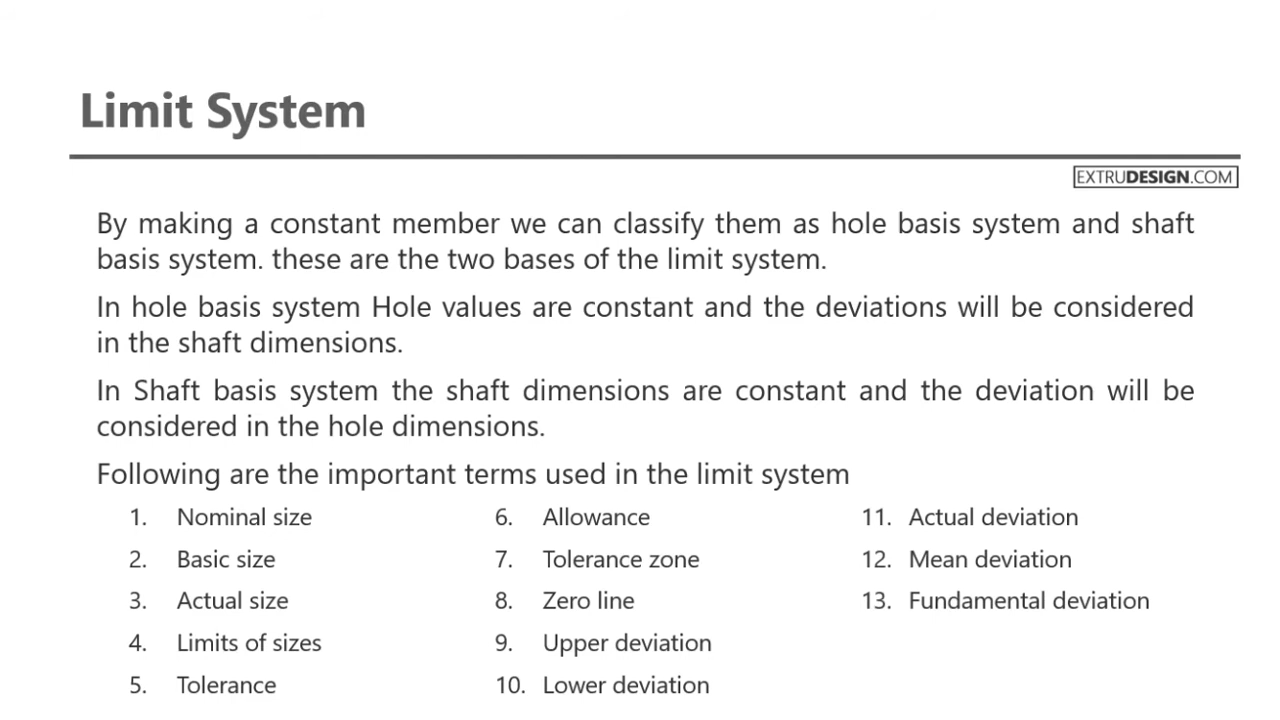 Limit System
EXTRUDESIGN.COM
By making a constant member we can classify them as hole basis system and shaft
basis system. these are the two bases of the limit system.
In hole basis system Hole values are constant and the deviations will be considered
in the shaft dimensions.
In Shaft basis system the shaft dimensions are constant and the deviation will be
considered in the hole dimensions.
Following are the important terms used in the limit system
1. Nominal size
2. Basic size
3. Actual size
4. Limits of sizes
5. Tolerance
6. Allowance
7. Tolerance zone
8. Zero line
9. Upper deviation
10. Lower deviation
11. Actual deviation
12. Mean deviation
13. Fundamental deviation